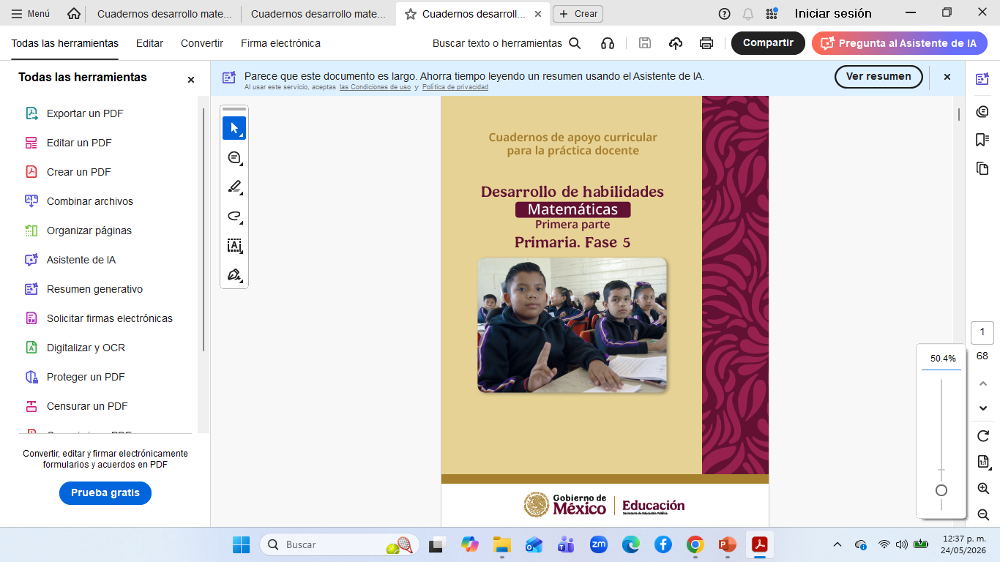 Menú
Cuadernos desarrollo mate...
Cuadernos desarrollo mate...
Cuadernos desarroll...
Crear
Iniciar sesión
Todas las herramientas
Editar
Convertir
Firma electrónica
Buscar texto o herramientas
Compartir
Pregunta al Asistente de IA
Todas las herramientas
Exportar un PDF
Editar un PDF
Crear un PDF
Combinar archivos
Organizar páginas
Asistente de IA
Resumen generativo
Solicitar firmas electrónicas
Digitalizar y OCR
Proteger un PDF
Censurar un PDF
Convertir, editar y firmar electrónicamente
formularios y acuerdos en PDF
Prueba gratis
Parece que este documento es largo. Ahorra tiempo leyendo un resumen usando el Asistente de IA.
Al usar este servicio, aceptas las Condiciones de uso y Política de privacidad
Ver resumen
Cuadernos de apoyo curricular
para la práctica docente
Desarrollo de habilidades
Matemáticas
Primera parte
Primaria. Fase 5
Gobierno de
México
Educación
Secretaría de Educación Pública
1
68
50.4%
1:1
Buscar
zm
12:37 p. m.
24/05/2026